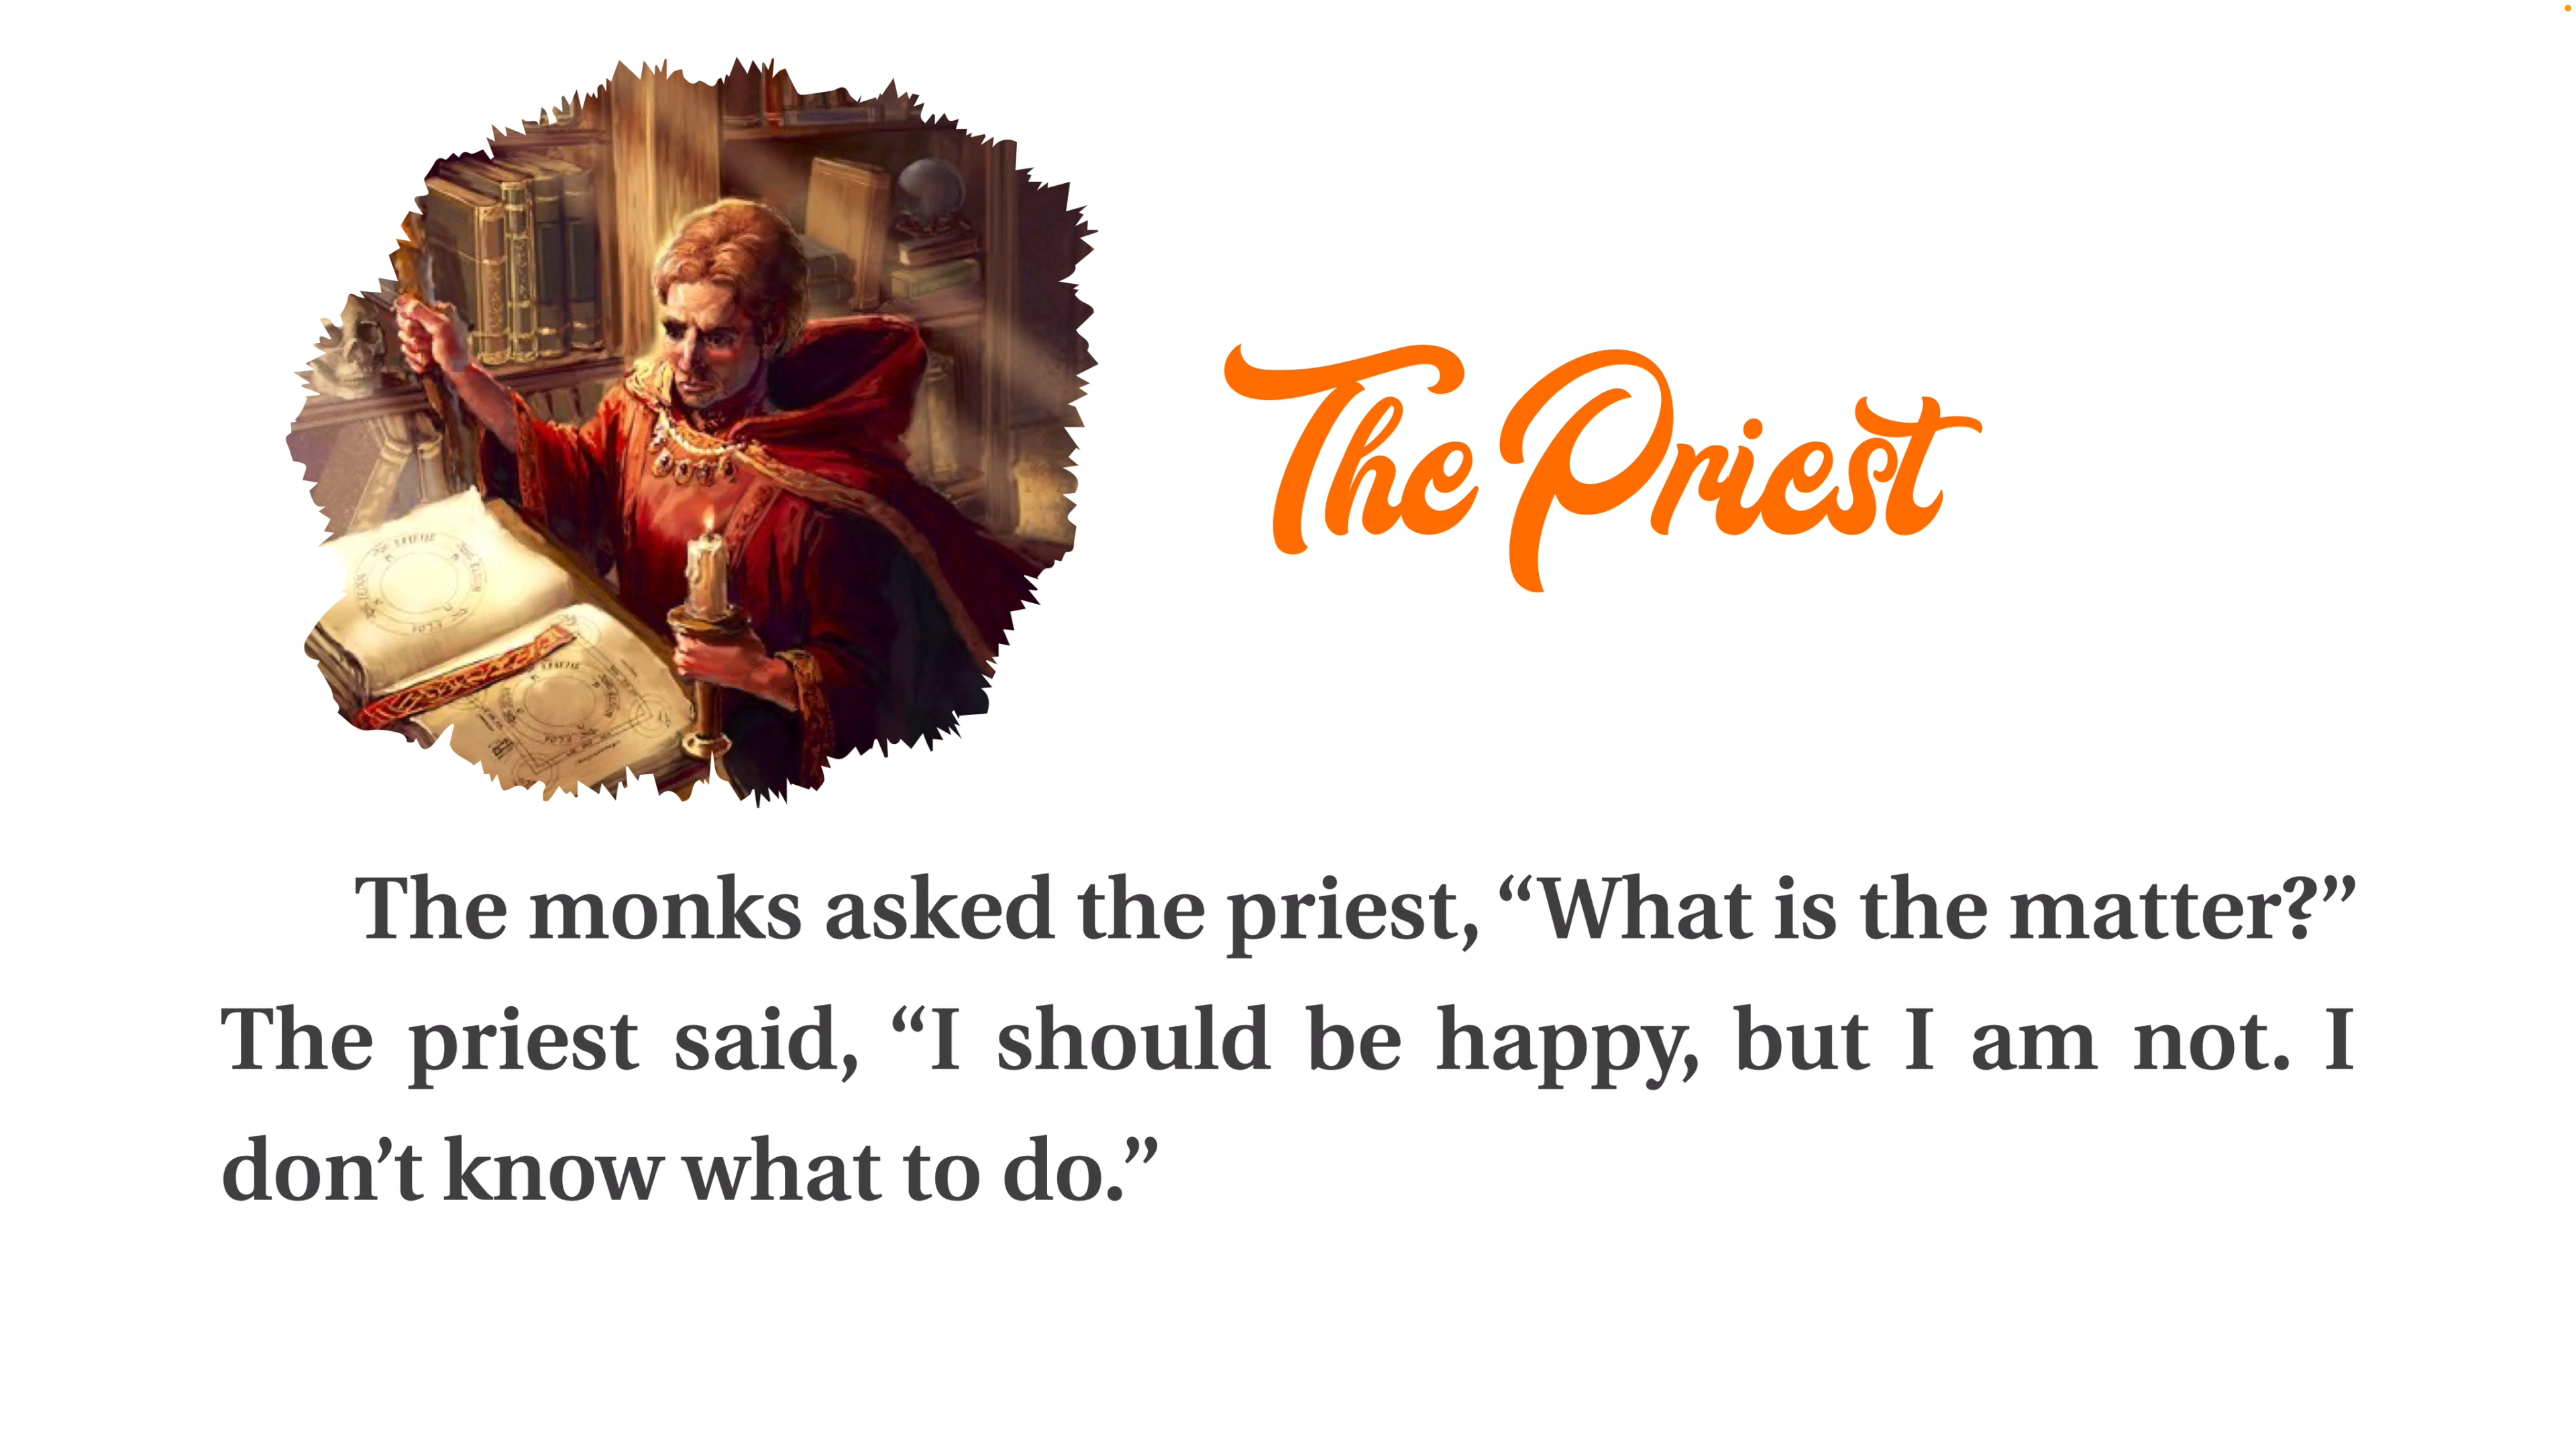 The Priest
The monks asked the priest, “What is the matter?”
The priest said, “I should be happy, but I am not. I
don’t know what to do.”